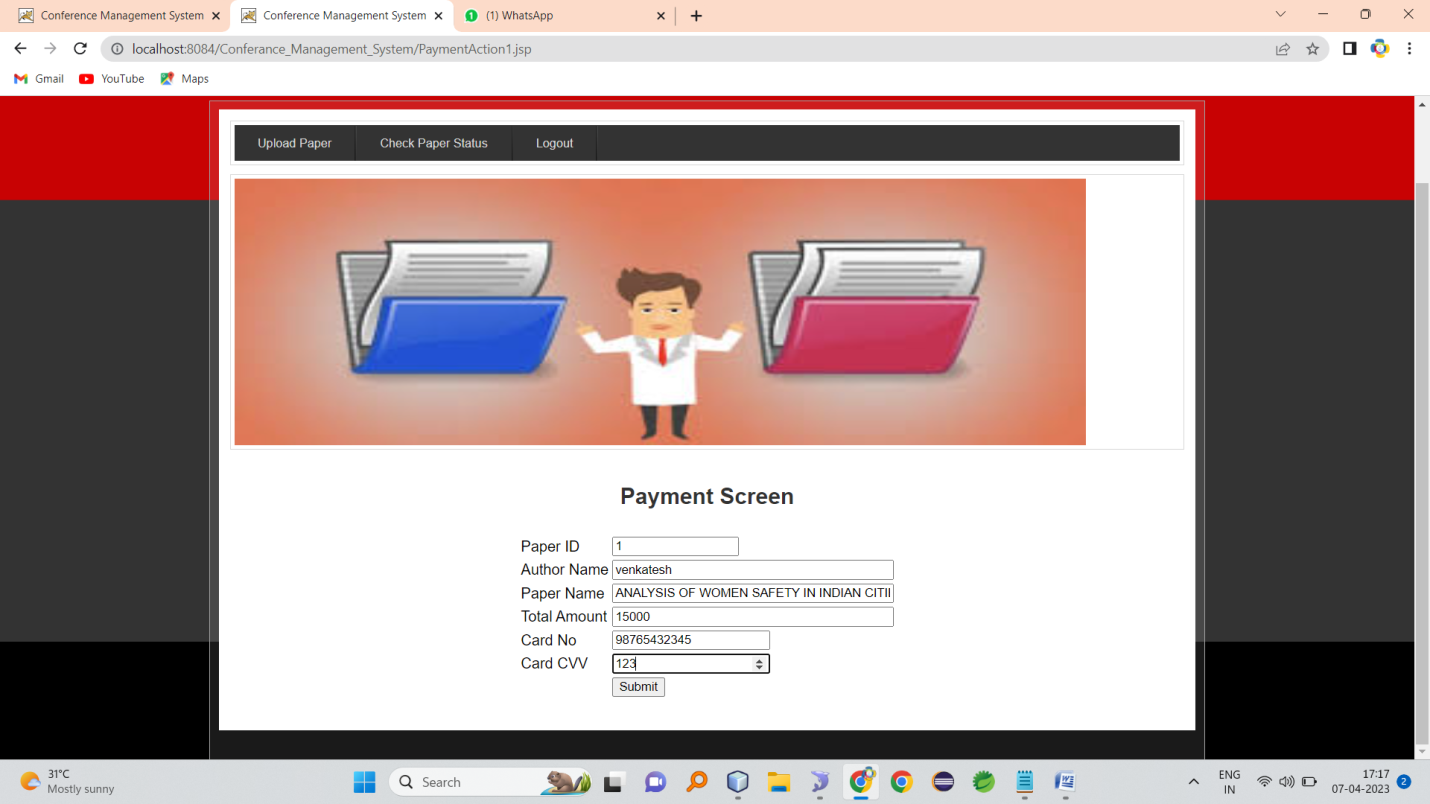 Conference Management System
Conference Management System
(1) WhatsApp
localhost:8084/Conferance_Management_System/PaymentAction1.jsp
Gmail YouTube Maps
Upload Paper Check Paper Status Logout
Payment Screen
Paper ID 1
Author Name venkatesh
Paper Name ANALYSIS OF WOMEN SAFETY IN INDIAN CITII
Total Amount 15000
Card No 98765432345
Card CVV 123
Submit
31°C
Mostly sunny
Search
ENG
IN
17:17
07-04-2023
2